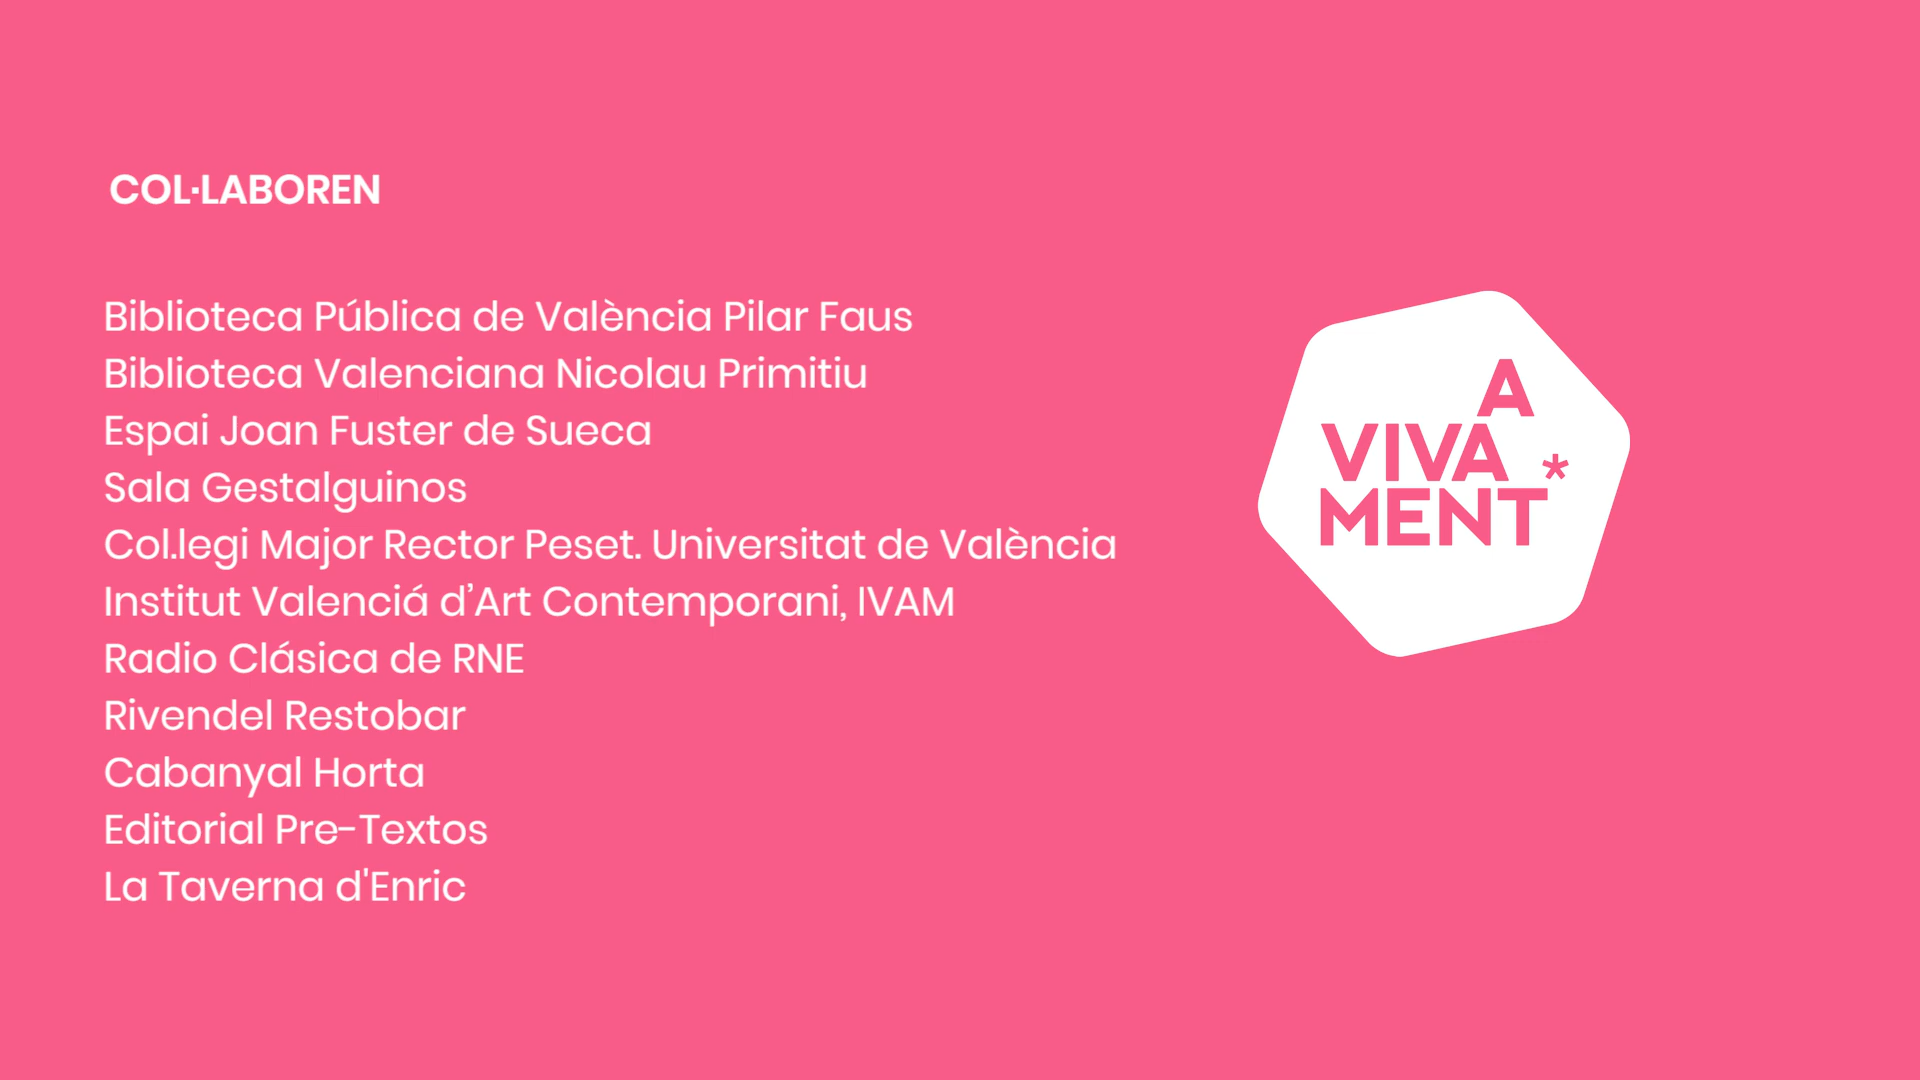 COL·LABOREN
Biblioteca Pública de València Pilar Faus
Biblioteca Valenciana Nicolau Primitiu
Espai Joan Fuster de Sueca
Sala Gestalguinos
Col.legi Major Rector Peset. Universitat de València
Institut Valenciá d’Art Contemporani, IVAM
Radio Clásica de RNE
Rivendel Restobar
Cabanyal Horta
Editorial Pre-Textos
La Taverna d'Enric
A
VIVA
MENT*